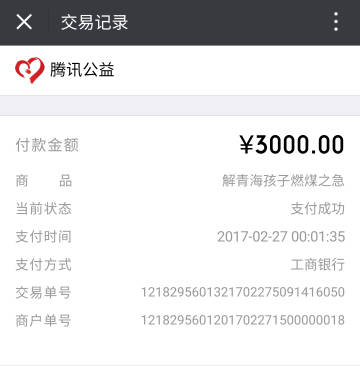 交易记录
腾讯公益
付款金额 ¥3000.00
商 品 解青海孩子燃煤之急
当前状态 支付成功
支付时间 2017-02-27 00:01:35
支付方式 工商银行
交易单号 1218295601321702275091416050
商户单号 1218295601201702271500000018